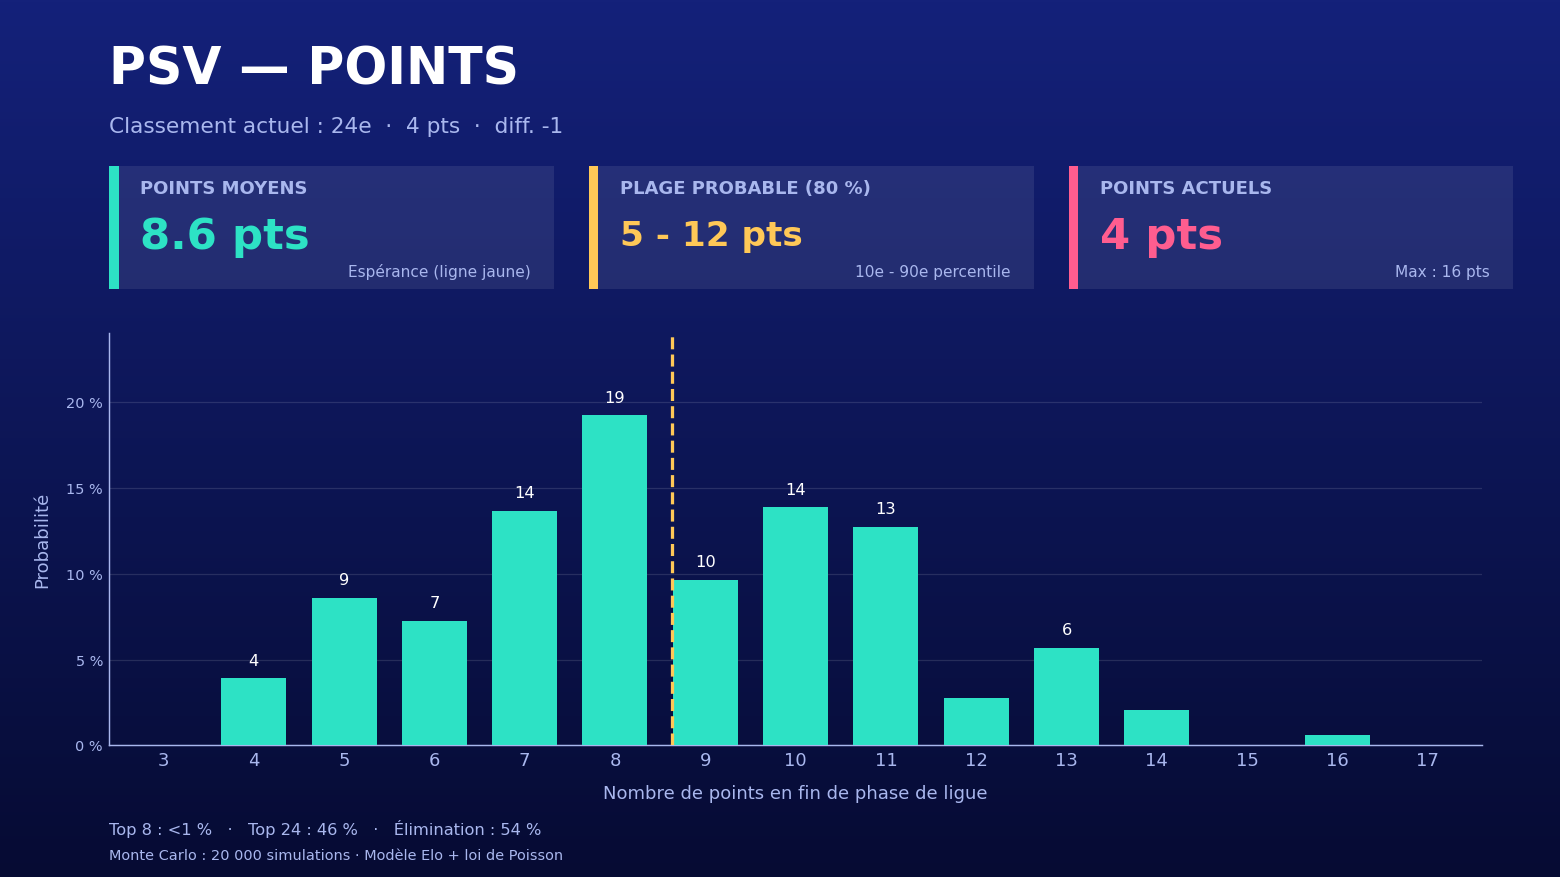 PSV — POINTS
Classement actuel : 24e · 4 pts · diff. -1
POINTS MOYENS
8.6 pts
Espérance (ligne jaune)
PLAGE PROBABLE (80 %)
5 - 12 pts
10e - 90e percentile
POINTS ACTUELS
4 pts
Max : 16 pts
Probabilité
20 %
15 %
10 %
5 %
0 %
4
9
7
14
19
10
14
13
6
3 4 5 6 7 8 9 10 11 12 13 14 15 16 17
Nombre de points en fin de phase de ligue
Top 8 : <1 % · Top 24 : 46 % · Élimination : 54 %
Monte Carlo : 20 000 simulations · Modèle Elo + loi de Poisson